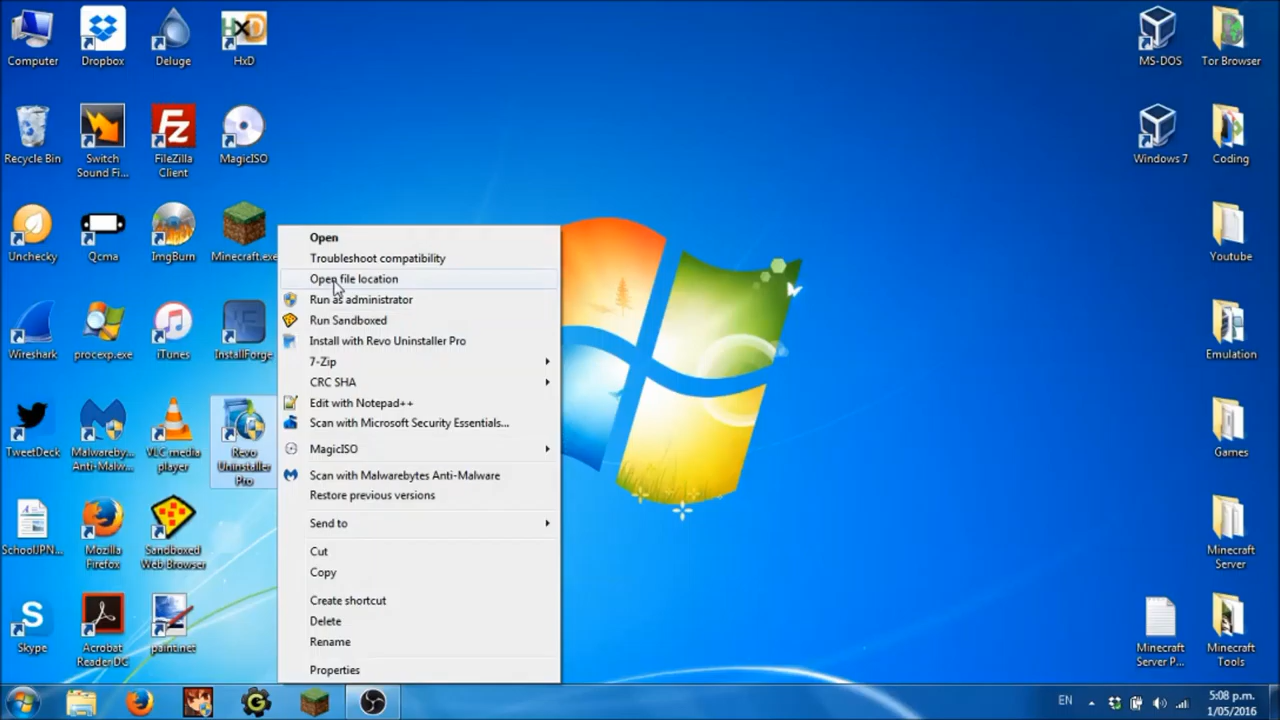 Computer
Dropbox
Deluge
HxD
MS-DOS
Tor Browser
Recycle Bin
Switch
Sound Fi...
FileZilla
Client
MagicISO
Windows 7
Coding
Unchecky
Qcma
ImgBurn
Minecraft.exe
Youtube
Wireshark
procexp.exe
iTunes
InstallForge
Emulation
TweetDeck
Malwareby...
Anti-Malw...
VLC media
player
Revo
Uninstaller
Pro
Games
SchoolJPN...
Mozilla
Firefox
Sandboxed
Web Browser
Minecraft
Server
Skype
Acrobat
Reader DC
paint.net
Minecraft
Server P...
Minecraft
Tools
Open
Troubleshoot compatibility
Open file location
Run as administrator
Run Sandboxed
Install with Revo Uninstaller Pro
7-Zip
CRC SHA
Edit with Notepad++
Scan with Microsoft Security Essentials...
MagicISO
Scan with Malwarebytes Anti-Malware
Restore previous versions
Send to
Cut
Copy
Create shortcut
Delete
Rename
Properties
EN
5:08 p.m.
1/05/2016